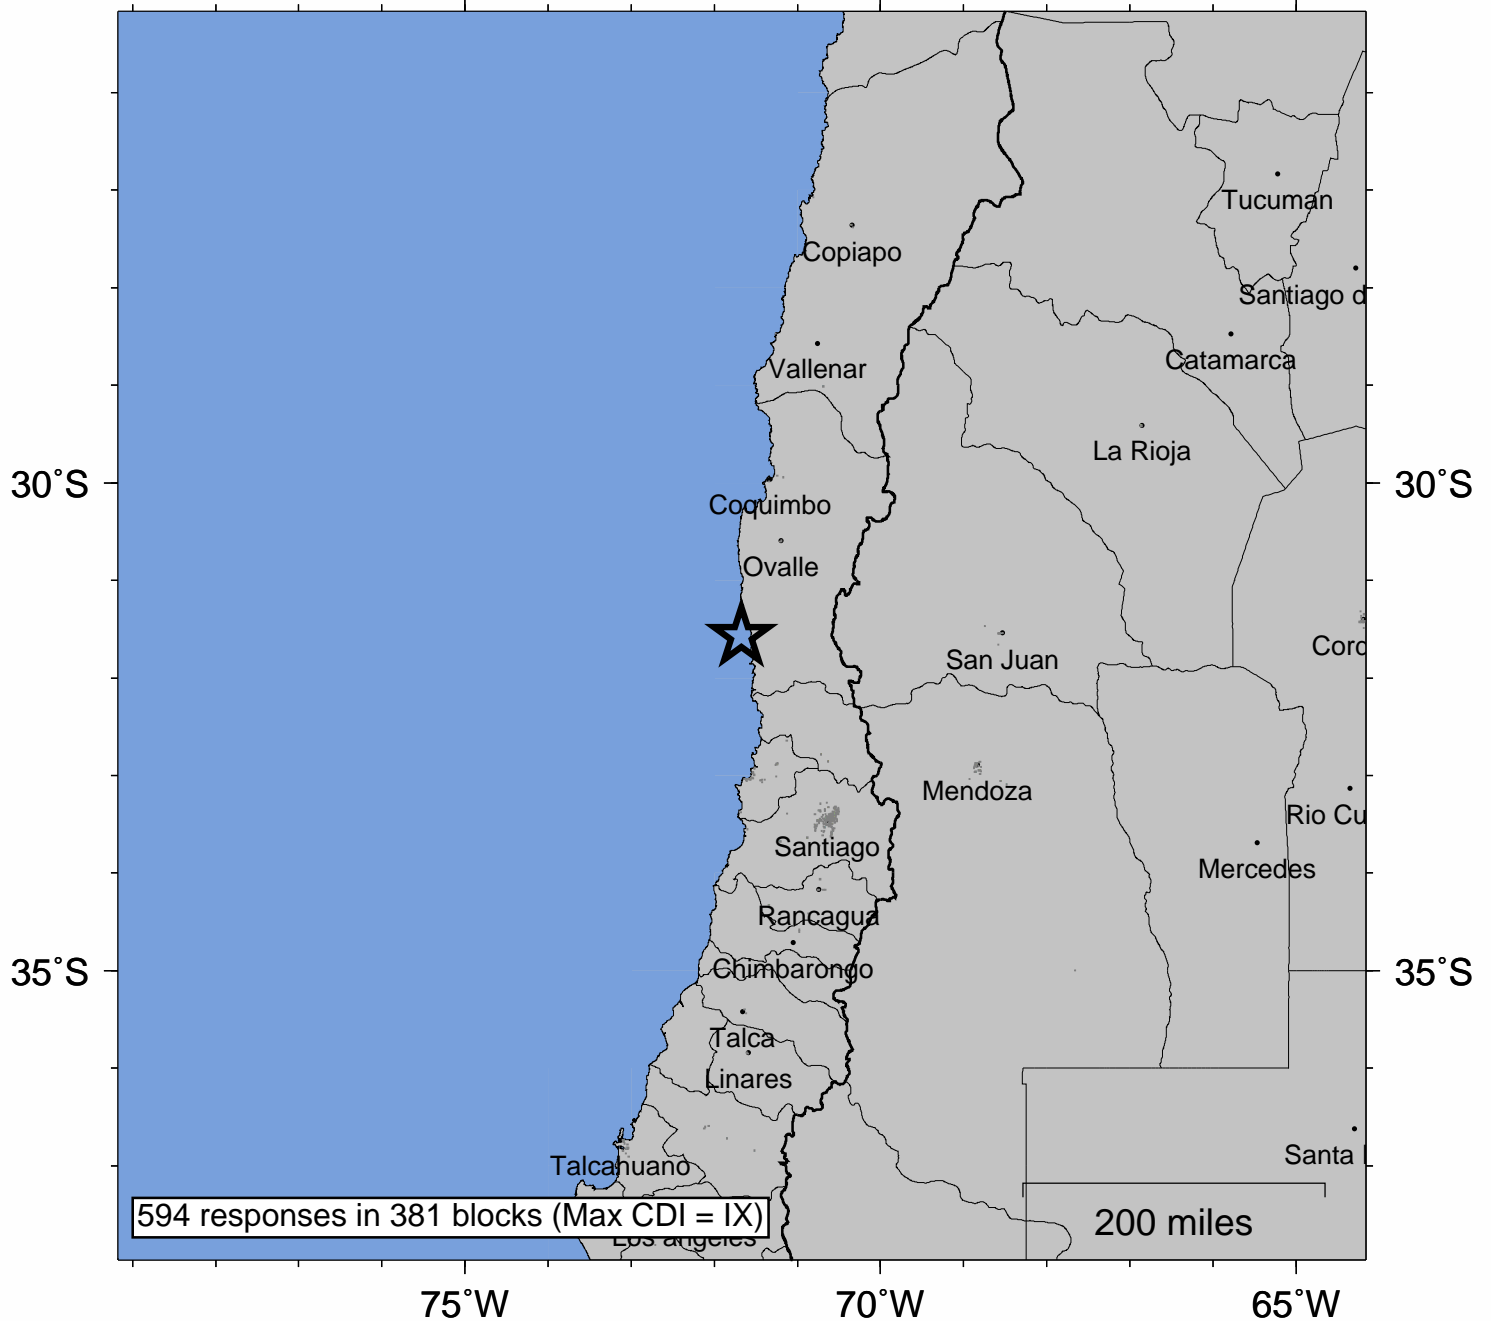 Tucuman
Copiapo
Santiago d
Vallenar
Catamarca
La Rioja
30˚S
30˚S
Coquimbo
Ovalle
San Juan
Cord
Mendoza
Rio Cu
Santiago
Mercedes
Rancagua
35˚S
Chimbarongo
35˚S
Talca
Linares
Talcahuano
Santa
594 responses in 381 blocks (Max CDI = IX)
200 miles
Los angeles
75˚W
70˚W
65˚W